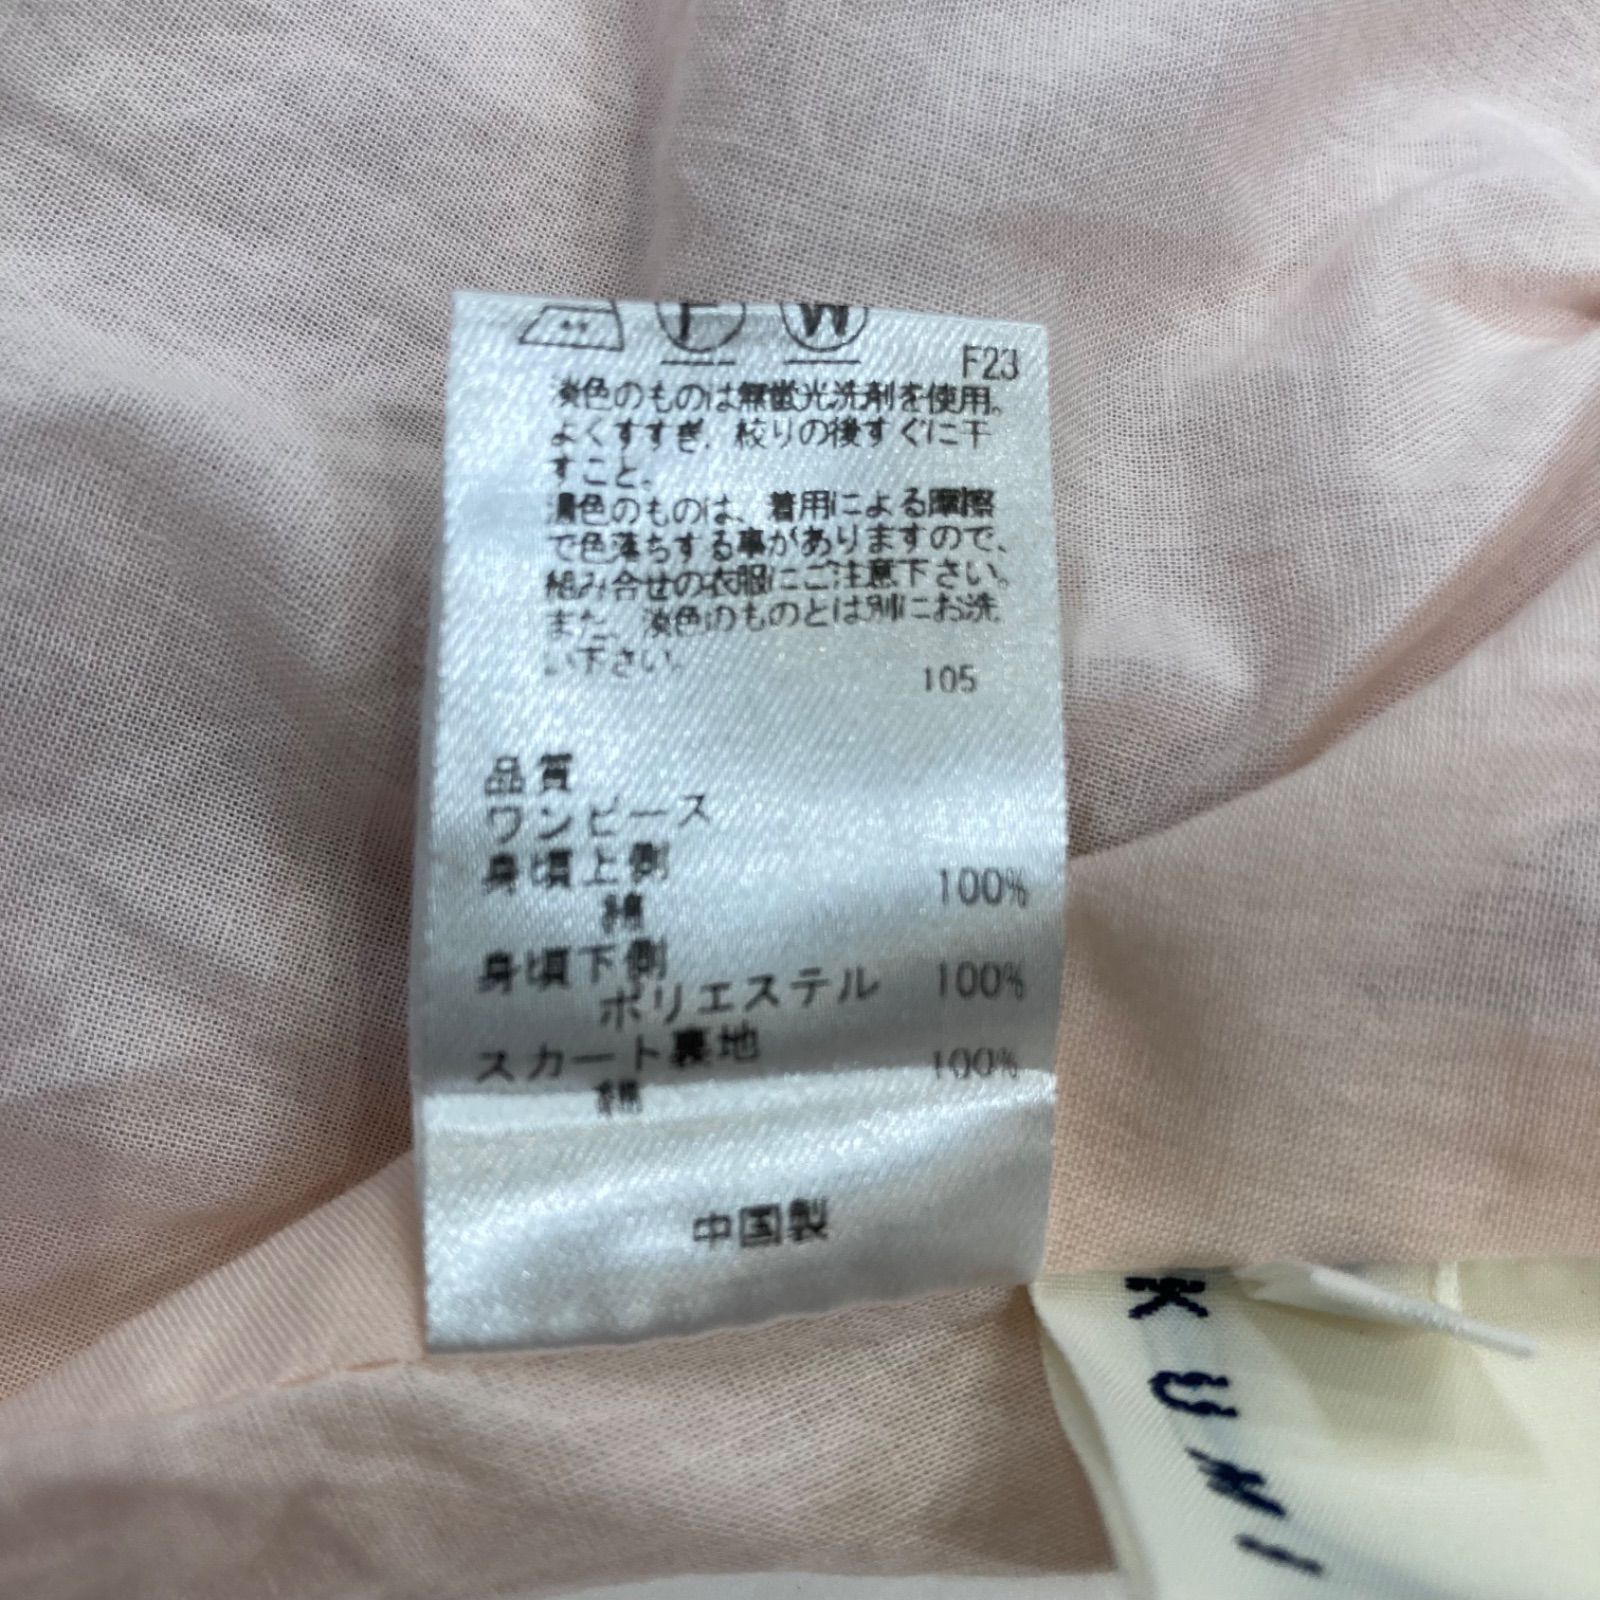 F W
F23
淡色のものは無蛍光洗剤を使用。
よくすすぎ、絞りの後すぐに干
すこと。
濃色のものは、着用による摩擦
で色落ちする事がありますので、
組み合せの衣服にご注意下さい。
また、淡色のものとは別にお洗
い下さい。
105
品質
ワンピース
身頃上側
綿 100%
身頃下側
ポリエステル 100%
スカート裏地
綿 100%
中国製
KUMI